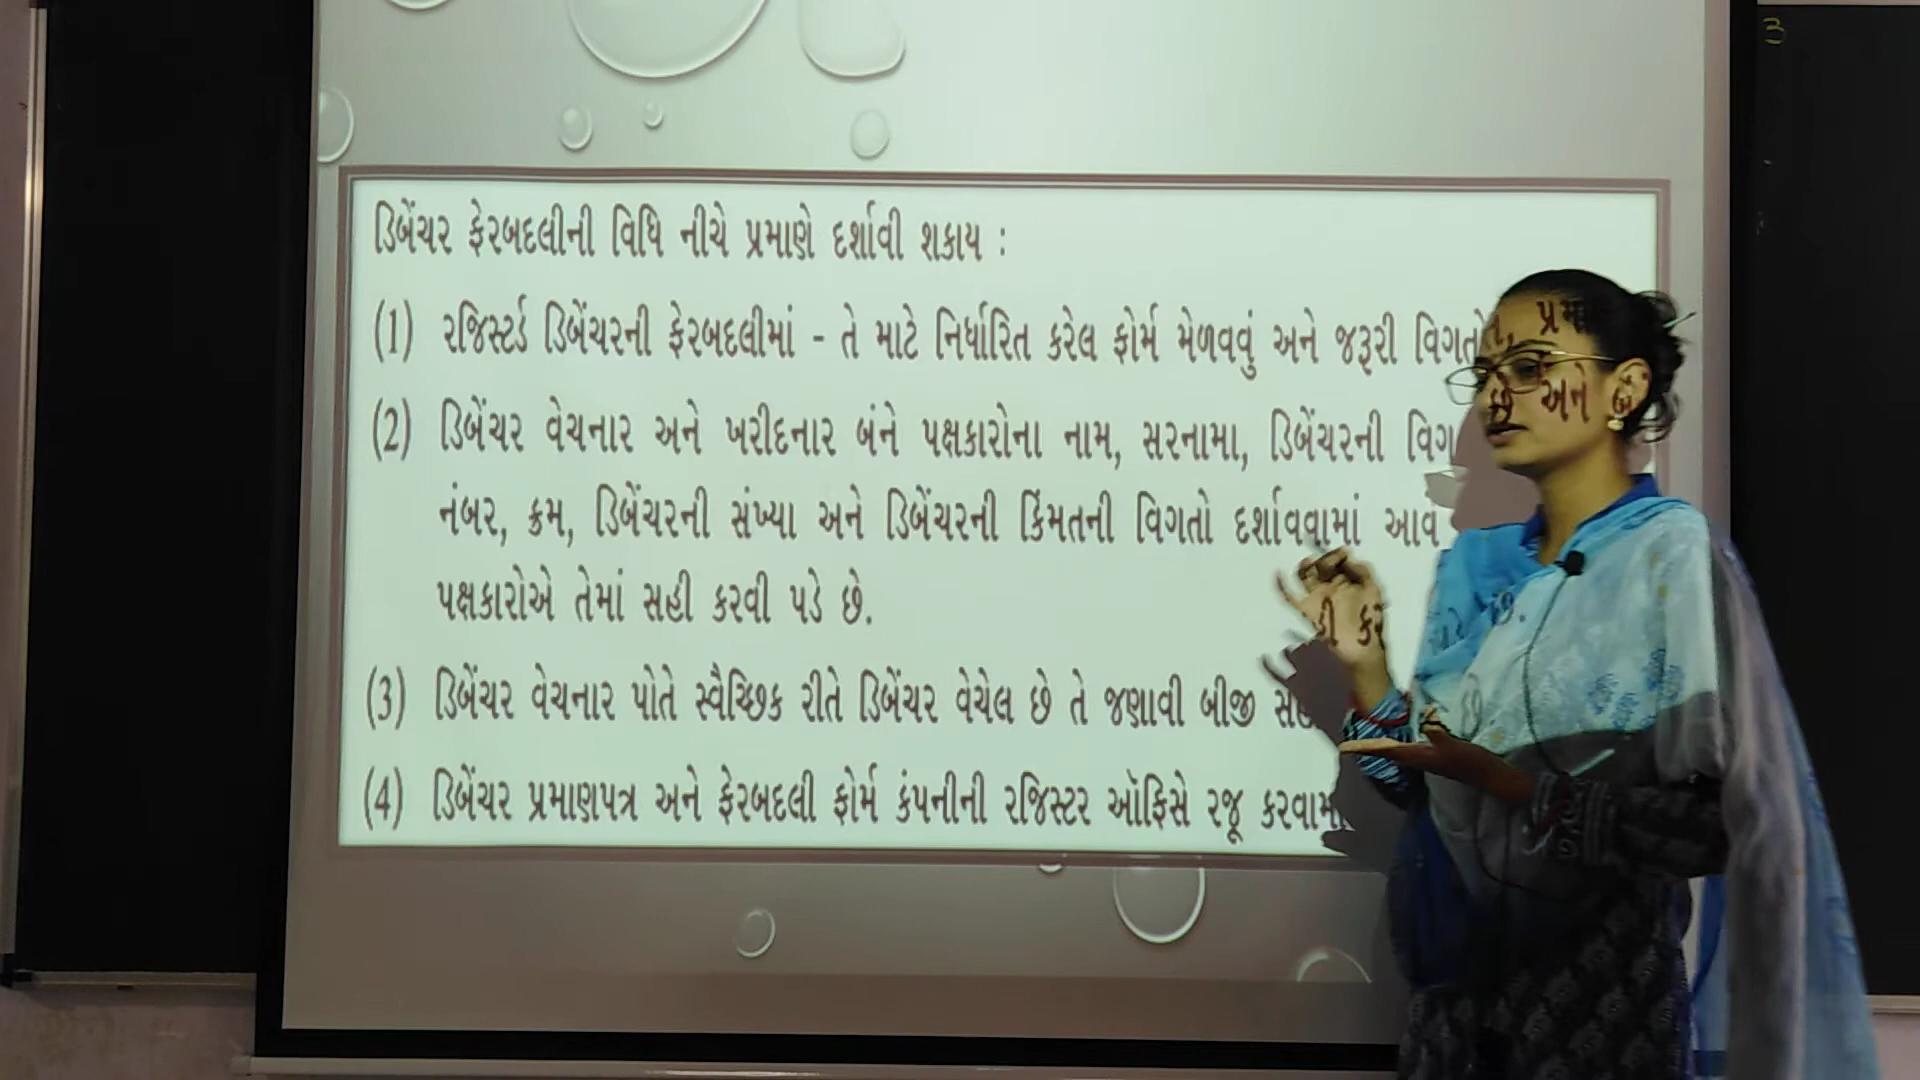 ડિબેંચર ફેરબદલીની વિધિ નીચે પ્રમાણે દર્શાવી શકાય :
(1) રજિસ્ટર્ડ ડિબેંચરની ફેરબદલીમાં - તે માટે નિર્ધારિત કરેલ ફોર્મ મેળવવું અને જરૂરી
(2) ડિબેંચર વેચનાર અને ખરીદનાર બંને પક્ષકારોના નામ, સરનામા, ડિબેંચરની
નંબર, ક્રમ, ડિબેંચરની સંખ્યા અને ડિબેંચરની કિંમતની વિગતો દર્શાવવામાં છે અને
પક્ષકારોએ તેમાં સહી કરવી પડે છે.
(3) ડિબેંચર વેચનાર પોતે સ્વૈચ્છિક રીતે ડિબેંચર વેચેલ છે તે જણાવી બીજી
(4) ડિબેંચર પ્રમાણપત્ર અને ફેરબદલી ફોર્મ કંપનીની રજિસ્ટર ઑફિસે રજૂ